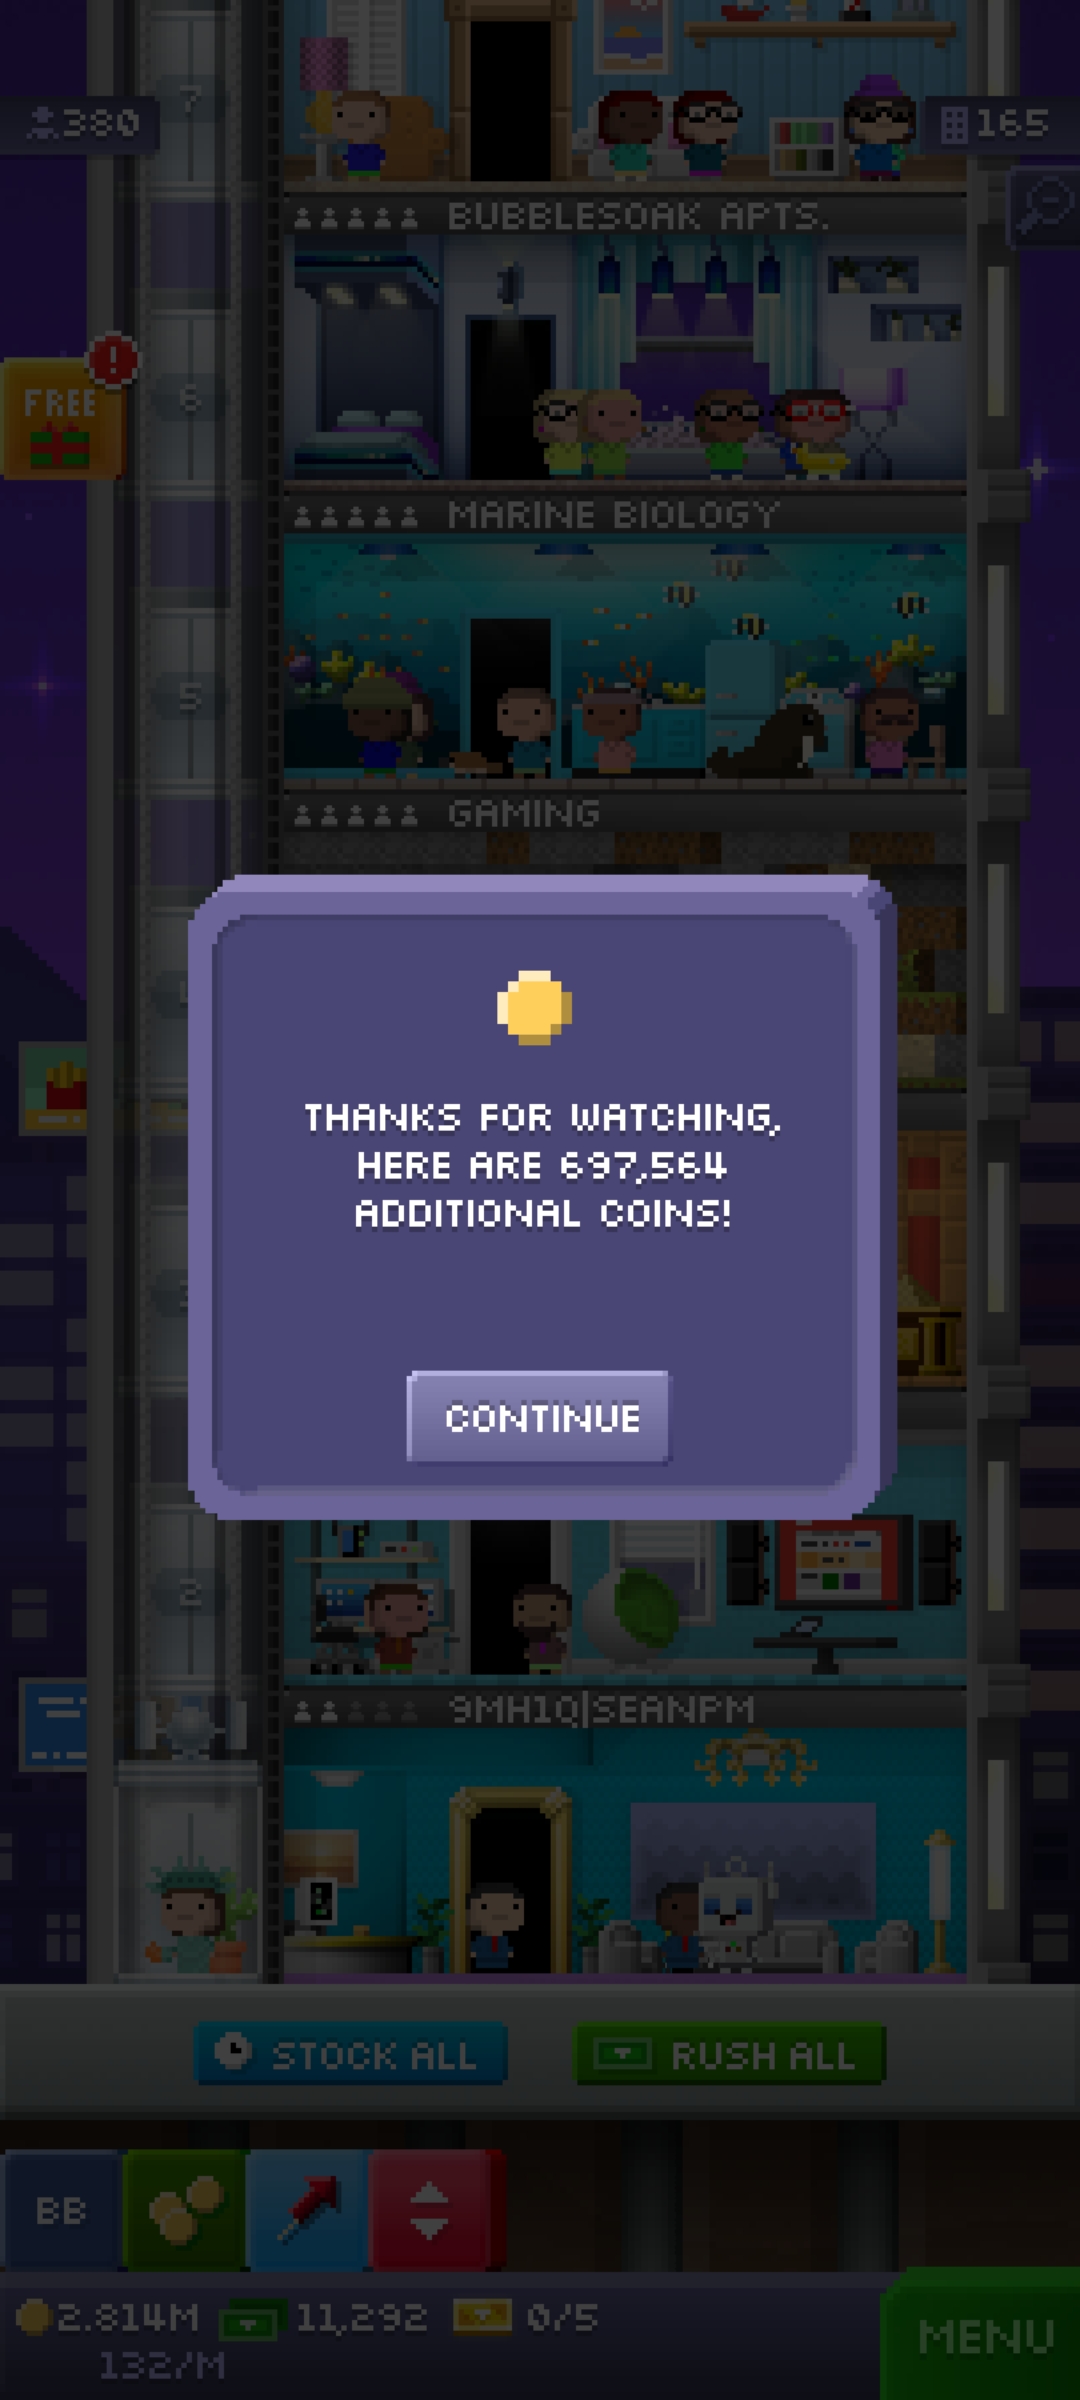 7
380
165
BUBBLESOAK APTS.
FREE
!
6
MARINE BIOLOGY
5
GAMING
THANKS FOR WATCHING,
HERE ARE 697,564
ADDITIONAL COINS!
CONTINUE
2
9MH1Q|SEANPM
STOCK ALL
RUSH ALL
BB
2.814M
11,292
0/5
132/M
MENU